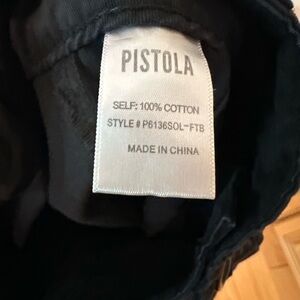 PISTOLA
SELF: 100% COTTON
STYLE # P6136SOL-FTB
MADE IN CHINA